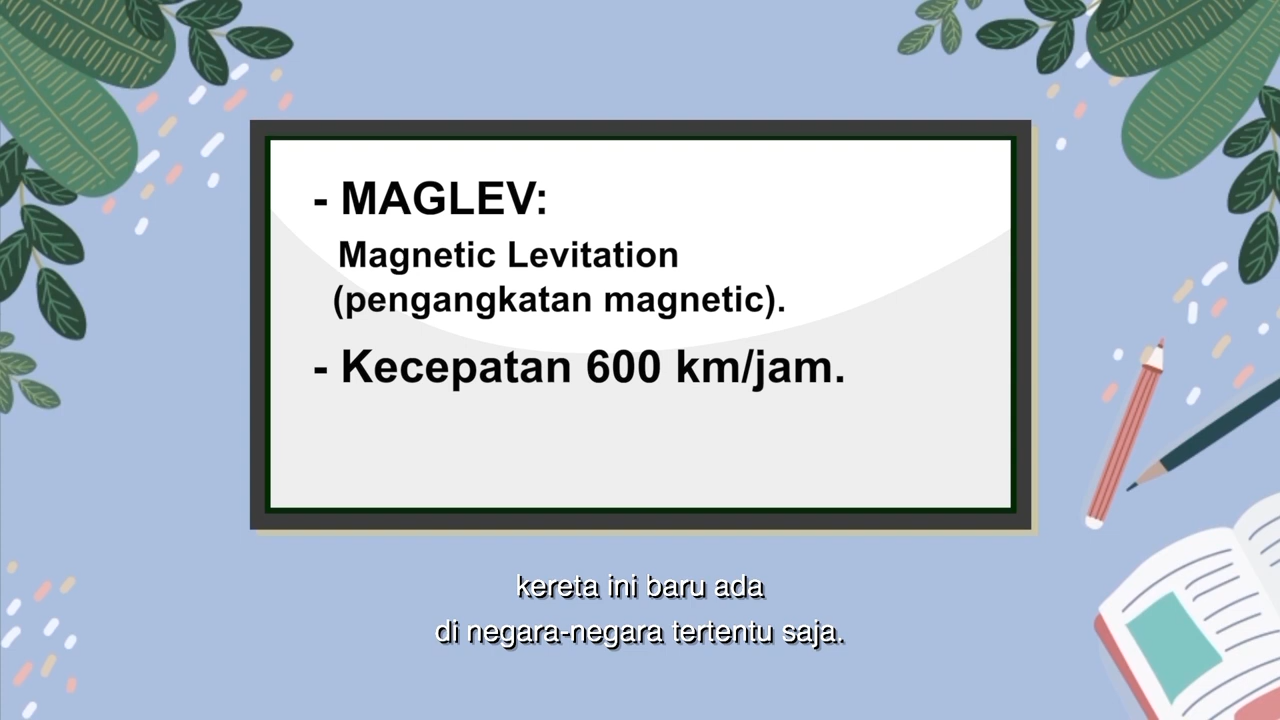 - MAGLEV:
Magnetic Levitation
(pengangkatan magnetic).
- Kecepatan 600 km/jam.
kereta ini baru ada
di negara-negara tertentu saja.